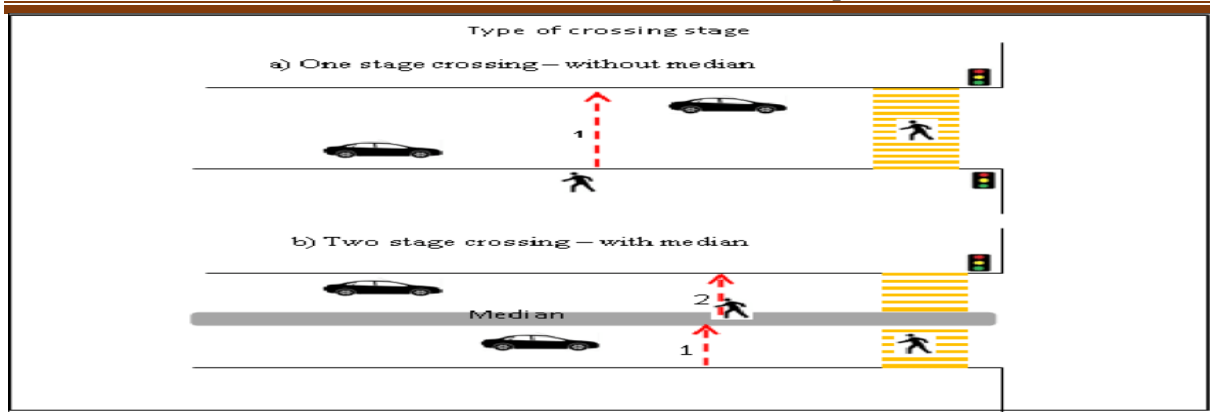 Type of crossing stage
a) One stage crossing – without median
1
b) Two stage crossing – with median
2
Median
1